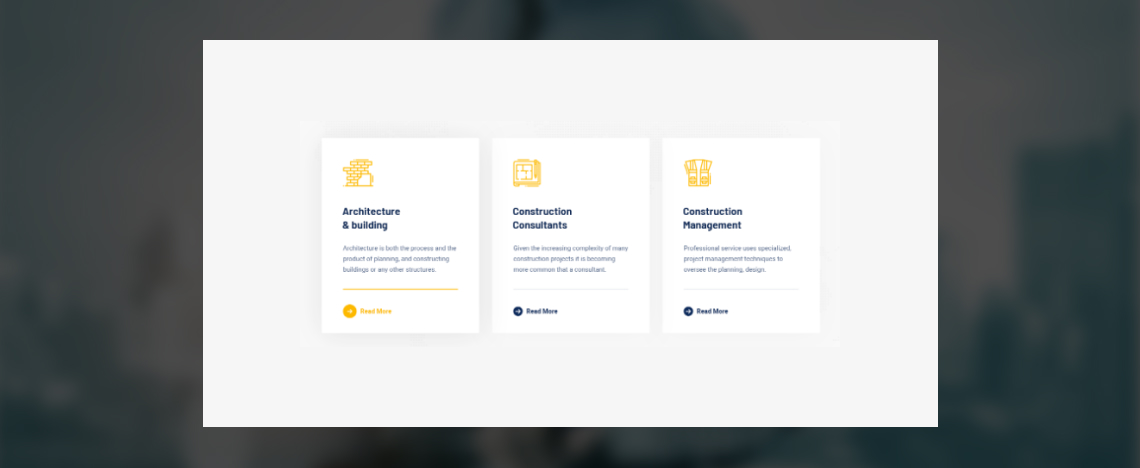 Architecture
& building
Architecture is both the process and the
product of planning, and constructing
buildings or any other structures.
Read More
Construction
Consultants
Given the increasing complexity of many
construction projects it is becoming
more common that a consultant.
Read More
Construction
Management
Professional service uses specialized,
project management techniques to
oversee the planning, design.
Read More